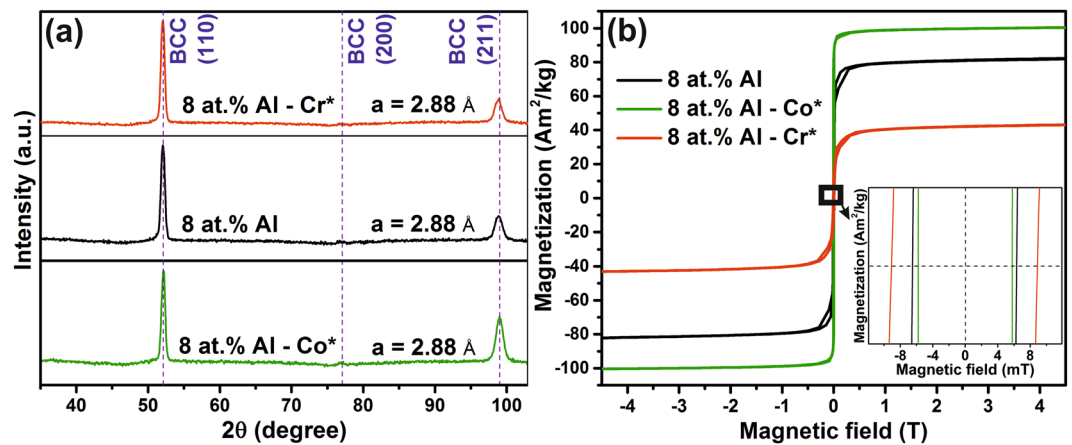 (a)
BCC
(110)
BCC
(200)
BCC
(211)
8 at.% Al - Cr*
a = 2.88 Å
8 at.% Al
a = 2.88 Å
8 at.% Al - Co*
a = 2.88 Å
Intensity (a.u.)
40 50 60 70 80 90 100
2θ (degree)
(b)
100
80
60
40
20
0
-20
-40
-60
-80
-100
Magnetization (Am²/kg)
8 at.% Al
8 at.% Al - Co*
8 at.% Al - Cr*
Magnetization (Am²/kg)
-8 -4 0 4 8
Magnetic field (mT)
-4 -3 -2 -1 0 1 2 3 4
Magnetic field (T)